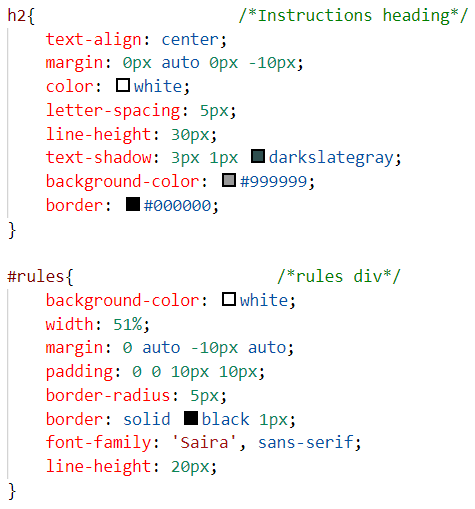 h2{ /*Instructions heading*/
text-align: center;
margin: 0px auto 0px -10px;
color: white;
letter-spacing: 5px;
line-height: 30px;
text-shadow: 3px 1px darkslategray;
background-color: #999999;
border: #000000;
}
#rules{ /*rules div*/
background-color: white;
width: 51%;
margin: 0 auto -10px auto;
padding: 0 0 10px 10px;
border-radius: 5px;
border: solid black 1px;
font-family: 'Saira', sans-serif;
line-height: 20px;
}